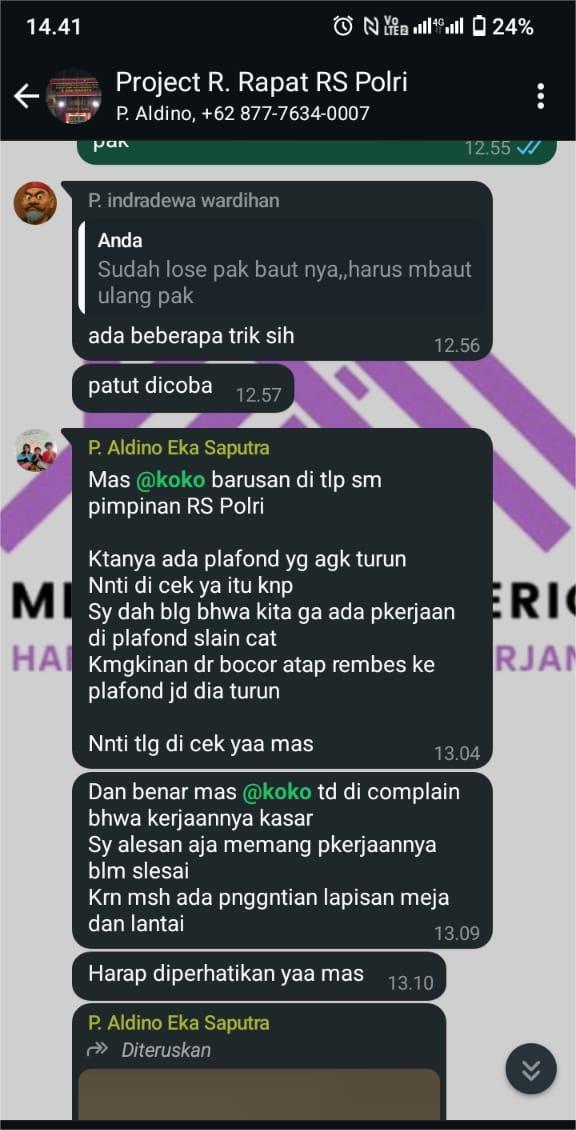 14.41
Vo LTE2 4G 24%
Project R. Rapat RS Polri
P. Aldino, +62 877-7634-0007
pak
12.55
P. indradewa wardihan
Anda
Sudah lose pak baut nya,,harus mbaut
ulang pak
ada beberapa trik sih
12.56
patut dicoba 12.57
P. Aldino Eka Saputra
Mas @koko barusan di tlp sm
pimpinan RS Polri
Ktanya ada plafond yg agk turun
Nnti di cek ya itu knp
Sy dah blg bhwa kita ga ada pkerjaan
di plafond slain cat
Kmgkinan dr bocor atap rembes ke
plafond jd dia turun
Nnti tlg di cek yaa mas
13.04
Dan benar mas @koko td di complain
bhwa kerjaannya kasar
Sy alesan aja memang pkerjaannya
blm slesai
Krn msh ada pnggntian lapisan meja
dan lantai
13.09
Harap diperhatikan yaa mas 13.10
P. Aldino Eka Saputra
Diteruskan
ERI
HA
RJAN